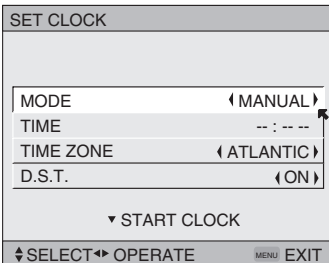 SET CLOCK
MODE MANUAL
TIME -- : -- --
TIME ZONE ATLANTIC
D.S.T. ON
START CLOCK
SELECT OPERATE MENU EXIT